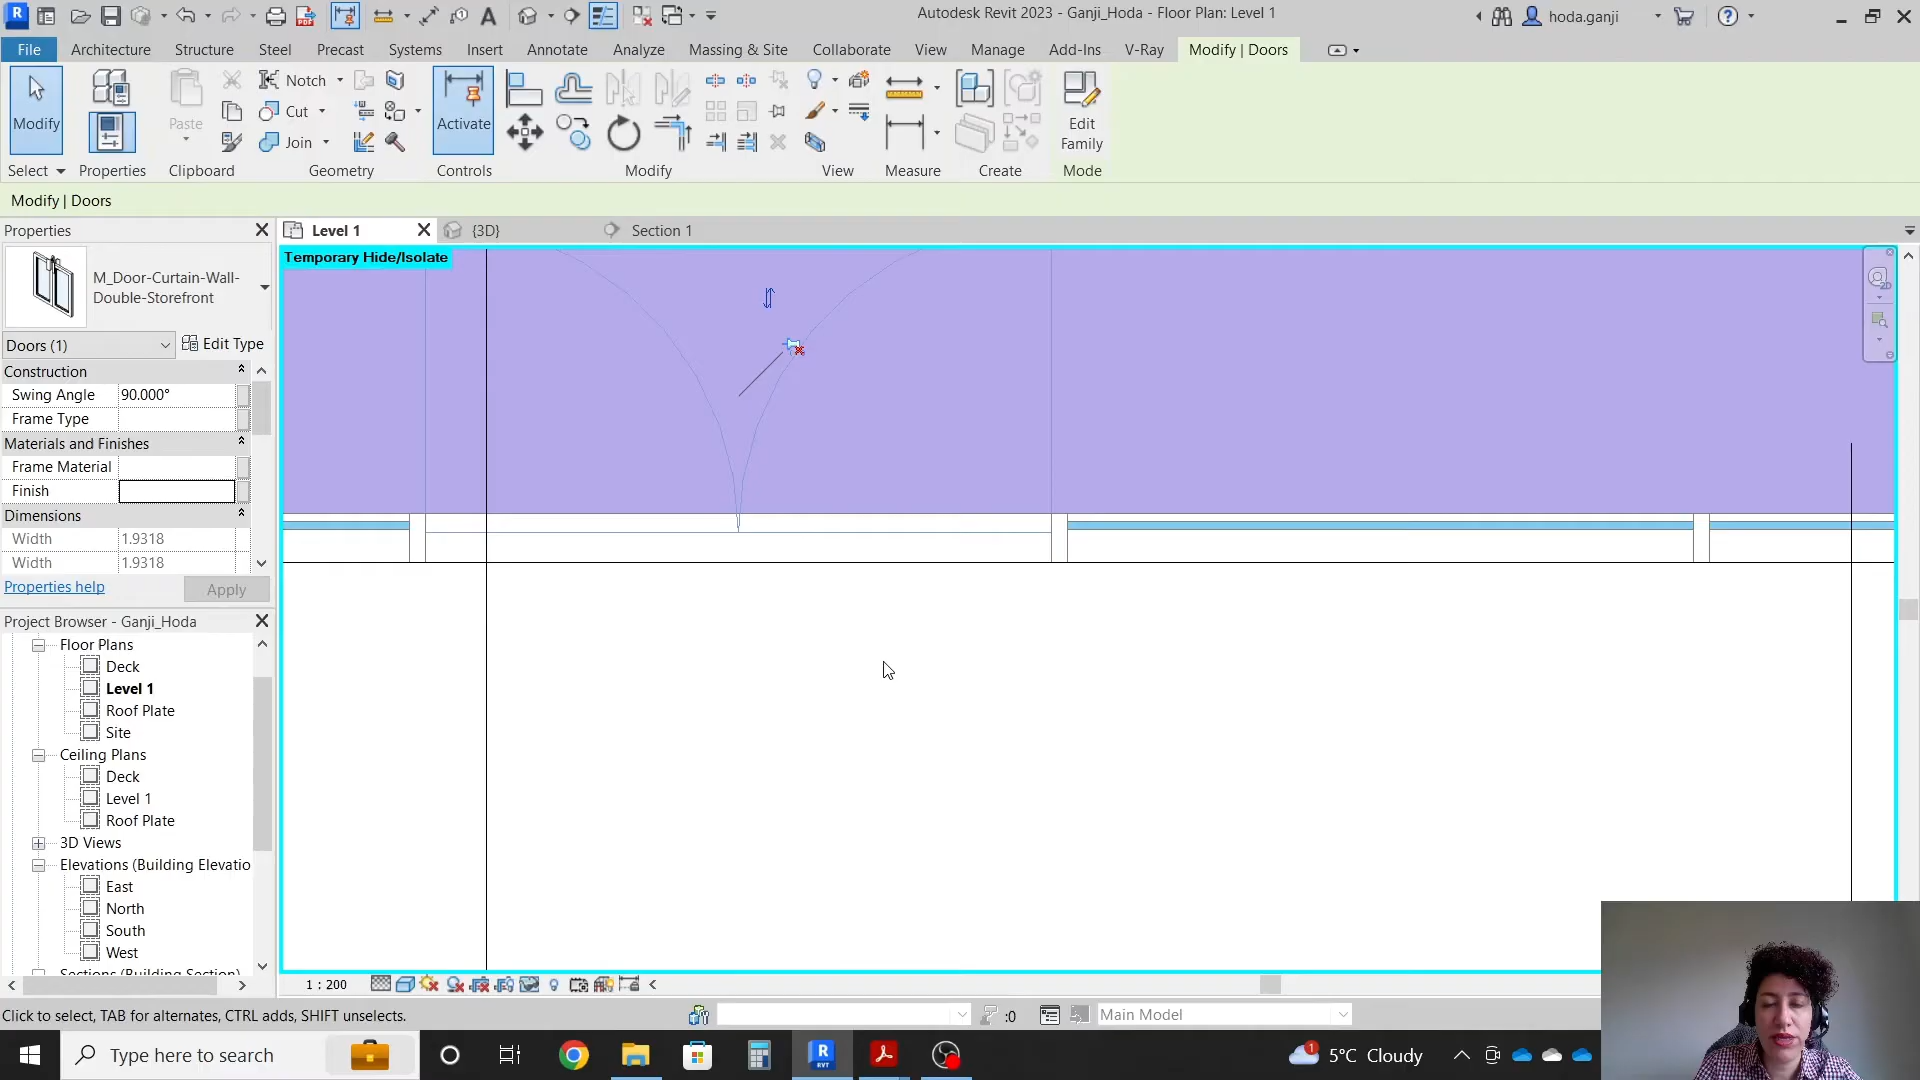 Autodesk Revit 2023 - Ganji_Hoda - Floor Plan: Level 1
hoda.ganji
File Architecture Structure Steel Precast Systems Insert Annotate Analyze Massing & Site Collaborate View Manage Add-Ins V-Ray Modify | Doors
Modify
Paste
Notch
Cut
Join
Activate
Edit
Family
Select Properties Clipboard Geometry Controls Modify View Measure Create Mode
Modify | Doors
Properties
Level 1
{3D}
Section 1
Temporary Hide/Isolate
M_Door-Curtain-Wall-
Double-Storefront
Doors (1)
Edit Type
Construction
Swing Angle 90.000°
Frame Type
Materials and Finishes
Frame Material
Finish
Dimensions
Width 1.9318
Width 1.9318
Properties help
Apply
Project Browser - Ganji_Hoda
Floor Plans
Deck
Level 1
Roof Plate
Site
Ceiling Plans
Deck
Level 1
Roof Plate
3D Views
Elevations (Building Elevatio
East
North
South
West
Sections (Building Section)
1 : 200
Click to select, TAB for alternates, CTRL adds, SHIFT unselects.
:0
Main Model
Type here to search
5°C Cloudy